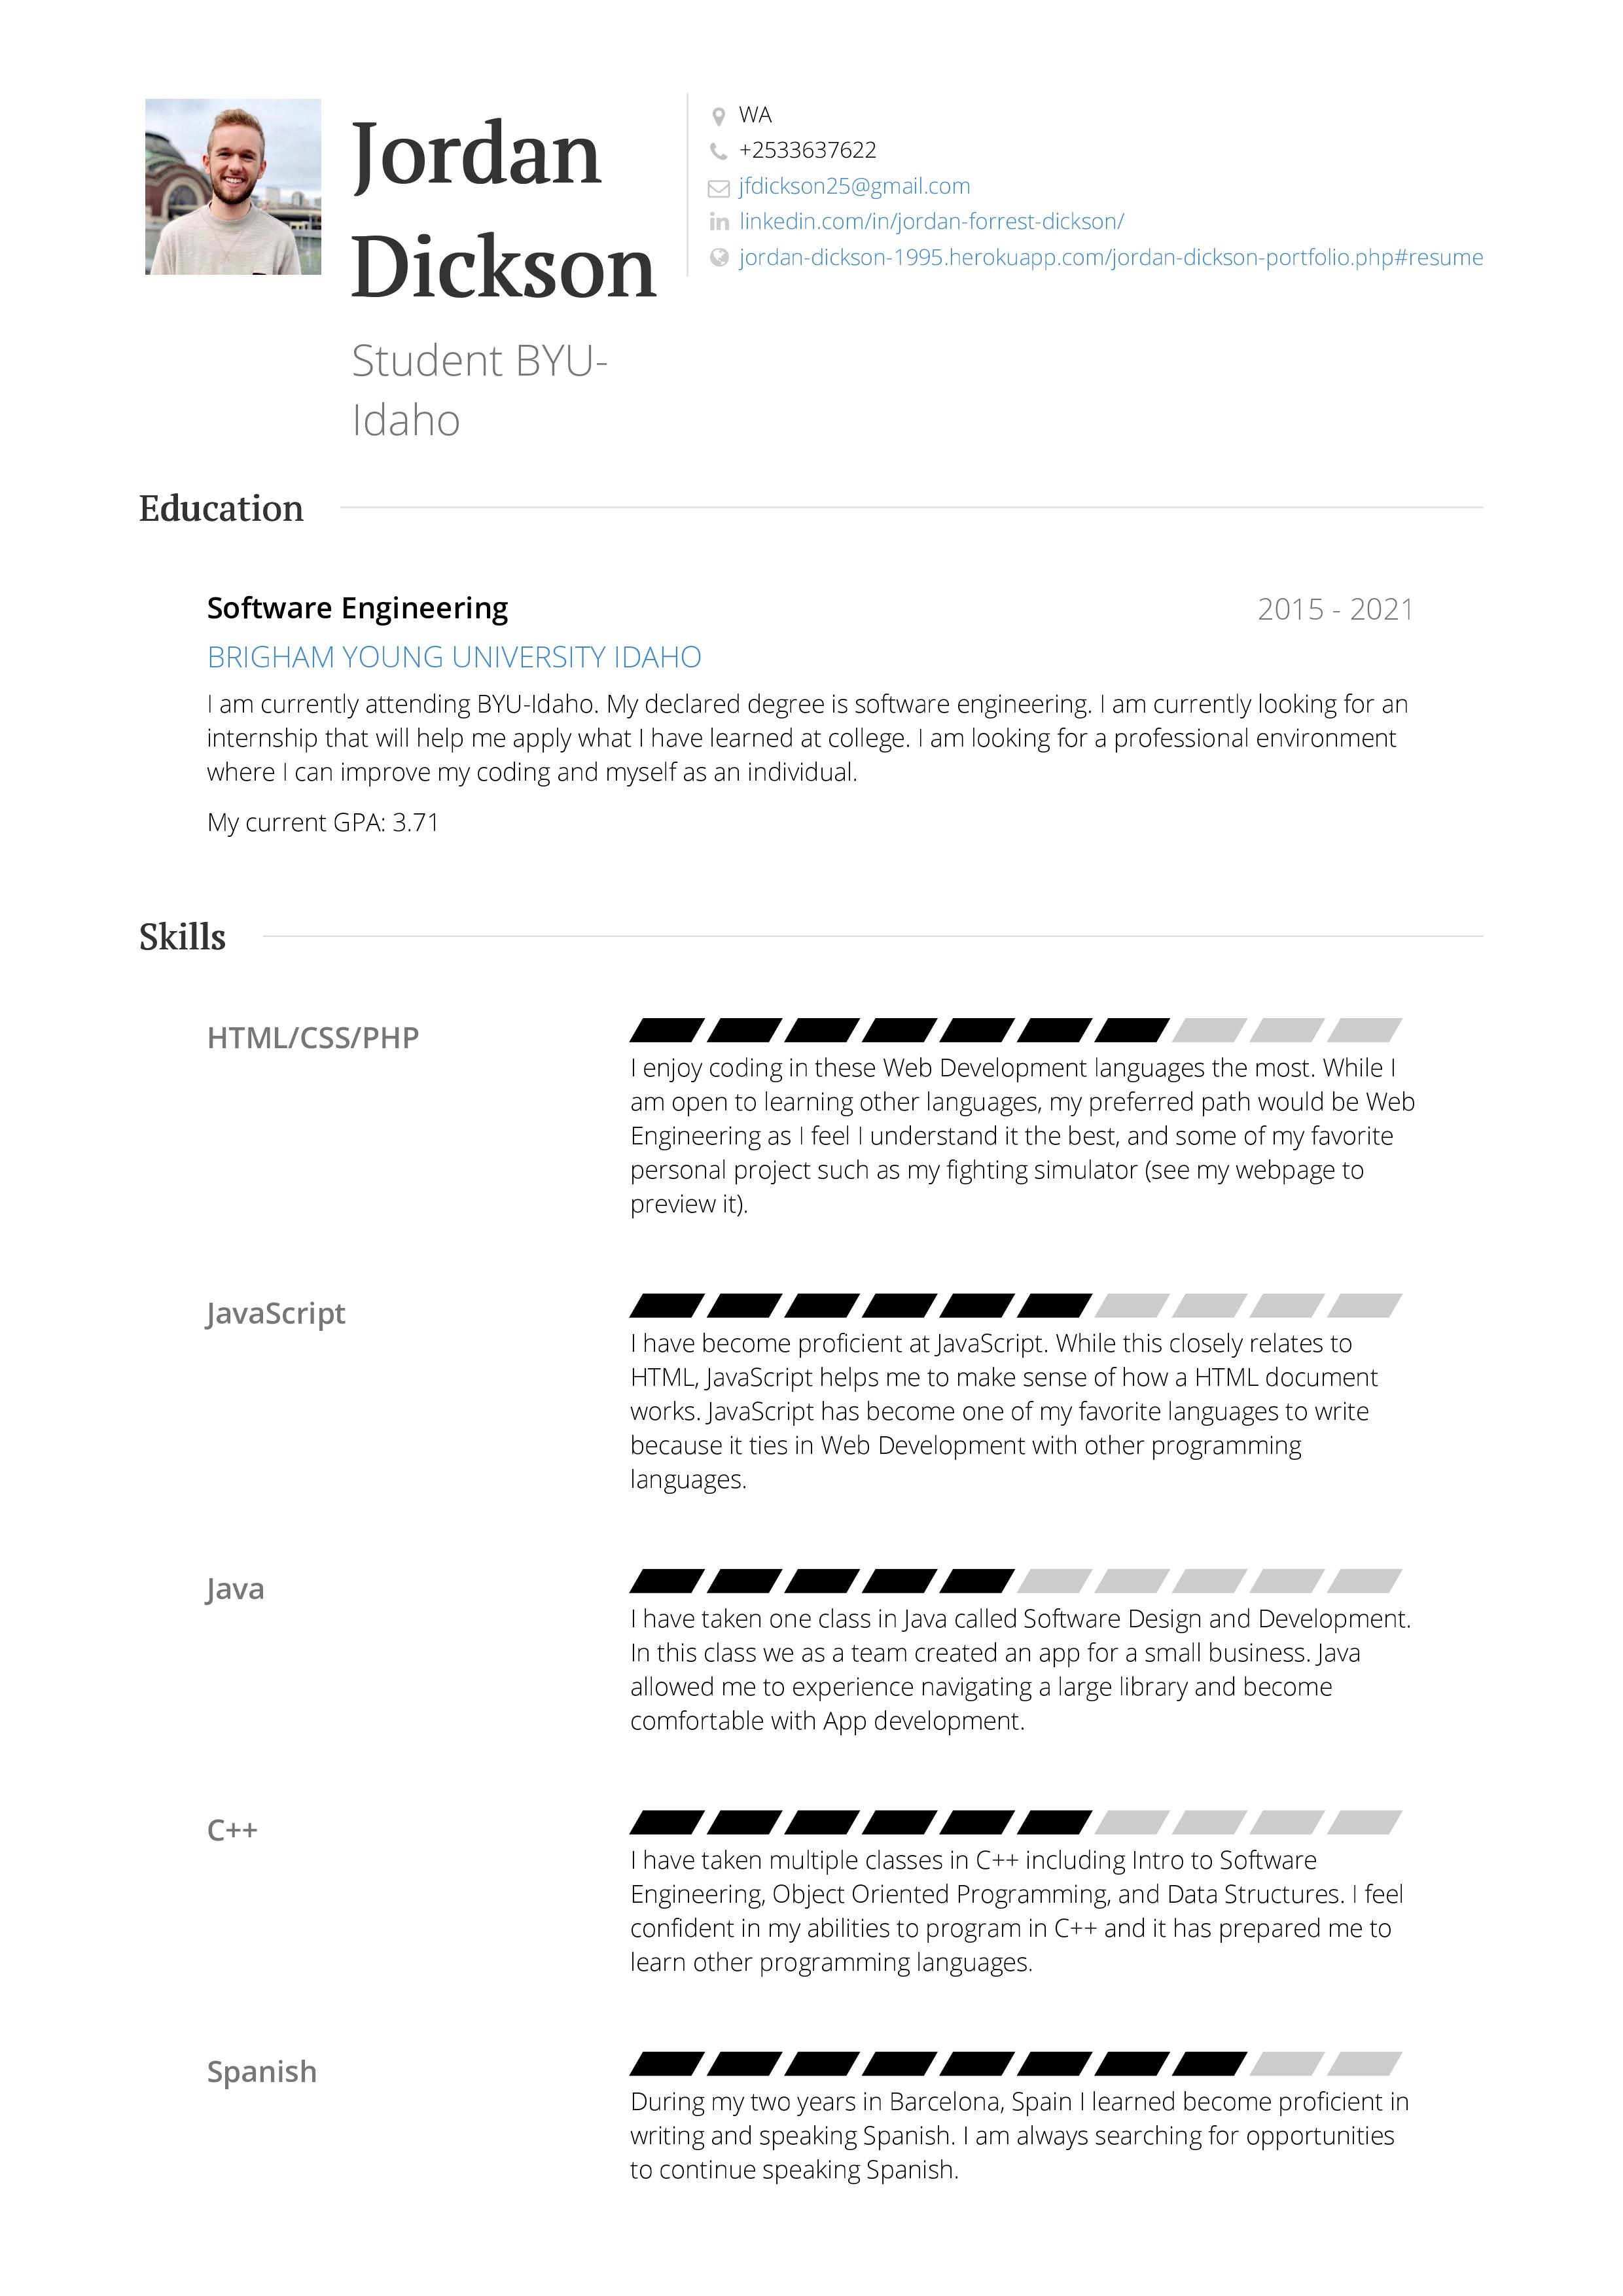 Jordan
Dickson
Student BYU-
Idaho
WA
+2533637622
jfdickson25@gmail.com
linkedin.com/in/jordan-forrest-dickson/
jordan-dickson-1995.herokuapp.com/jordan-dickson-portfolio.php#resume
Education
Software Engineering
2015 - 2021
BRIGHAM YOUNG UNIVERSITY IDAHO
I am currently attending BYU-Idaho. My declared degree is software engineering. I am currently looking for an
internship that will help me apply what I have learned at college. I am looking for a professional environment
where I can improve my coding and myself as an individual.
My current GPA: 3.71
Skills
HTML/CSS/PHP
I enjoy coding in these Web Development languages the most. While I
am open to learning other languages, my preferred path would be Web
Engineering as I feel I understand it the best, and some of my favorite
personal project such as my fighting simulator (see my webpage to
preview it).
JavaScript
I have become proficient at JavaScript. While this closely relates to
HTML, JavaScript helps me to make sense of how a HTML document
works. JavaScript has become one of my favorite languages to write
because it ties in Web Development with other programming
languages.
Java
I have taken one class in Java called Software Design and Development.
In this class we as a team created an app for a small business. Java
allowed me to experience navigating a large library and become
comfortable with App development.
C++
I have taken multiple classes in C++ including Intro to Software
Engineering, Object Oriented Programming, and Data Structures. I feel
confident in my abilities to program in C++ and it has prepared me to
learn other programming languages.
Spanish
During my two years in Barcelona, Spain I learned become proficient in
writing and speaking Spanish. I am always searching for opportunities
to continue speaking Spanish.